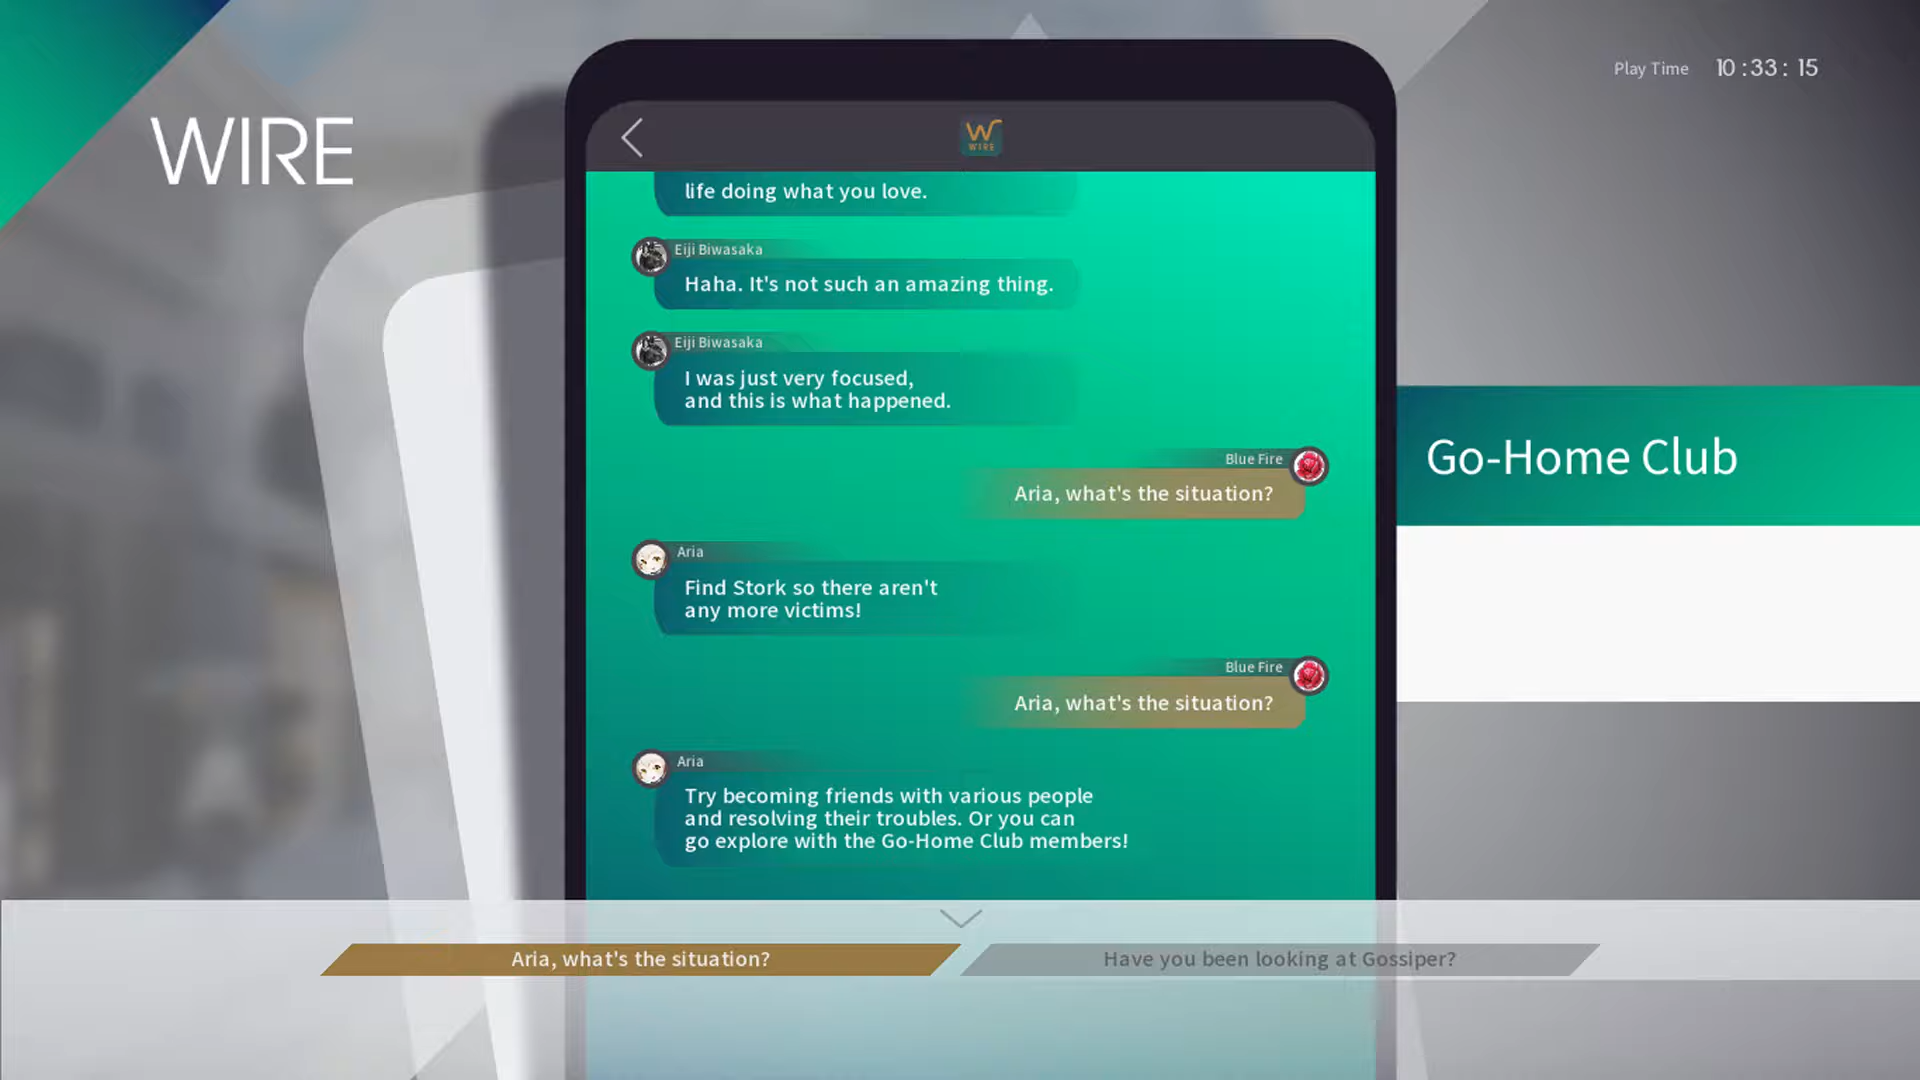 Play Time 10:33:15
WIRE
W
WIRE
life doing what you love.
Eiji Biwasaka
Haha. It's not such an amazing thing.
Eiji Biwasaka
I was just very focused,
and this is what happened.
Blue Fire
Aria, what's the situation?
Go-Home Club
Aria
Find Stork so there aren't
any more victims!
Blue Fire
Aria, what's the situation?
Aria
Try becoming friends with various people
and resolving their troubles. Or you can
go explore with the Go-Home Club members!
Aria, what's the situation?
Have you been looking at Gossiper?